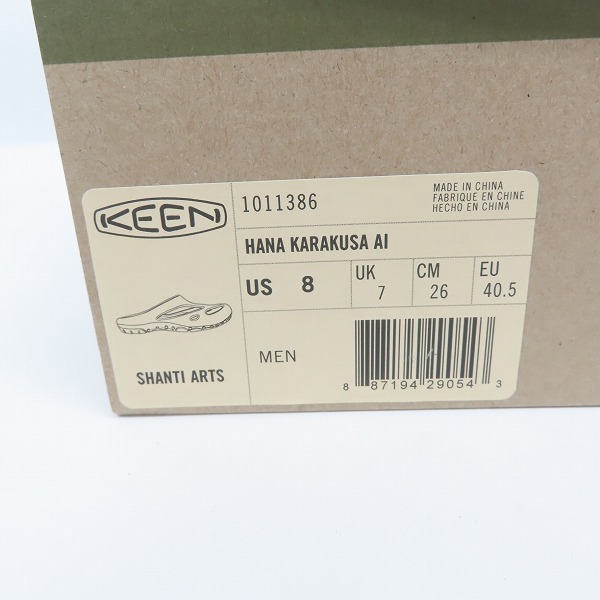 KEEN
1011386
MADE IN CHINA
FABRIQUE EN CHINE
HECHO EN CHINA
HANA KARAKUSA AI
US 8
UK 7
CM 26
EU 40.5
SHANTI ARTS
MEN
8 87194 29054 3